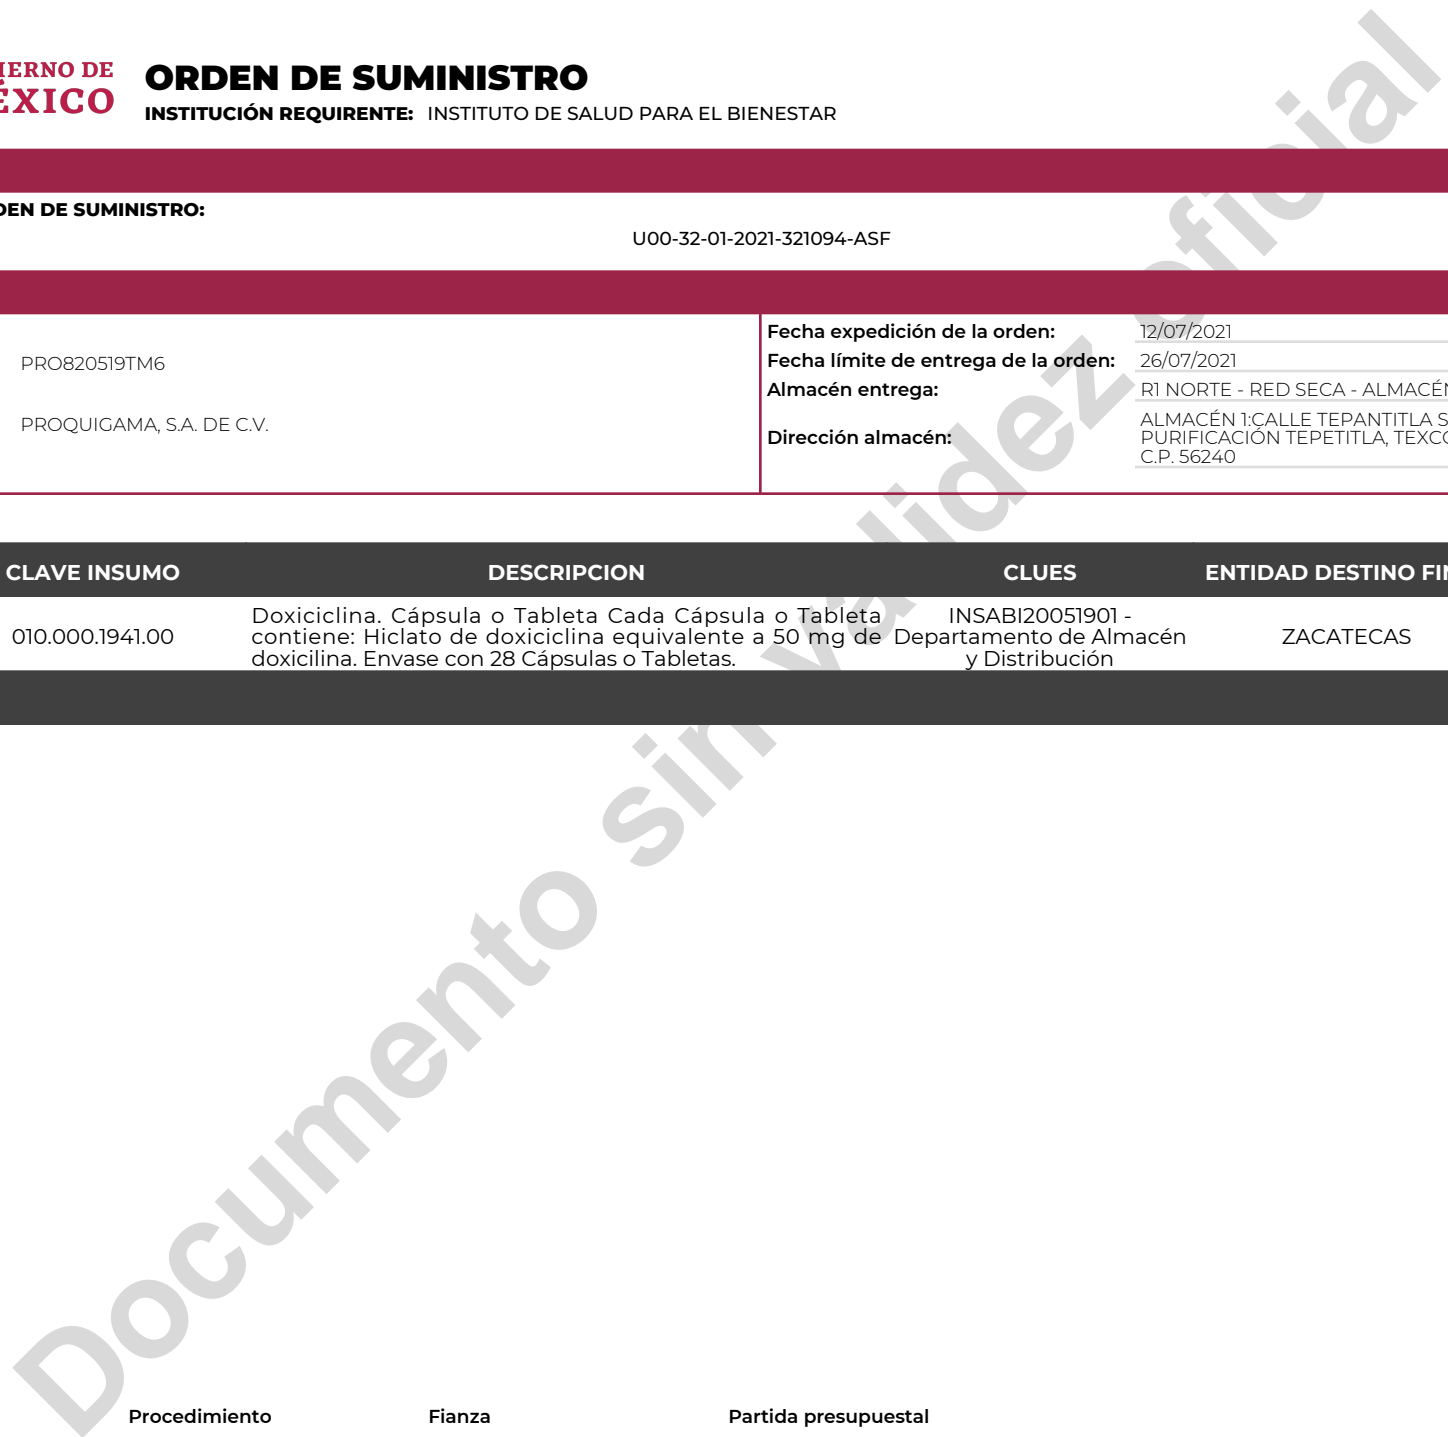 IERNO DE
ÉXICO
ORDEN DE SUMINISTRO
INSTITUCIÓN REQUIRENTE: INSTITUTO DE SALUD PARA EL BIENESTAR
DEN DE SUMINISTRO:
U00-32-01-2021-321094-ASF
PRO820519TM6
PROQUIGAMA, S.A. DE C.V.
Fecha expedición de la orden: 12/07/2021
Fecha límite de entrega de la orden: 26/07/2021
Almacén entrega: R1 NORTE - RED SECA - ALMACÉN
Dirección almacén: ALMACÉN 1:CALLE TEPANTITLA S
PURIFICACIÓN TEPETITLA, TEXCO
C.P. 56240
CLAVE INSUMO DESCRIPCION CLUES ENTIDAD DESTINO FIN
010.000.1941.00
Doxiciclina. Cápsula o Tableta Cada Cápsula o Tableta
contiene: Hiclato de doxiciclina equivalente a 50 mg de
doxicilina. Envase con 28 Cápsulas o Tabletas.
INSABI20051901 -
Departamento de Almacén
y Distribución
ZACATECAS
Documento sin validez oficial
Procedimiento Fianza Partida presupuestal